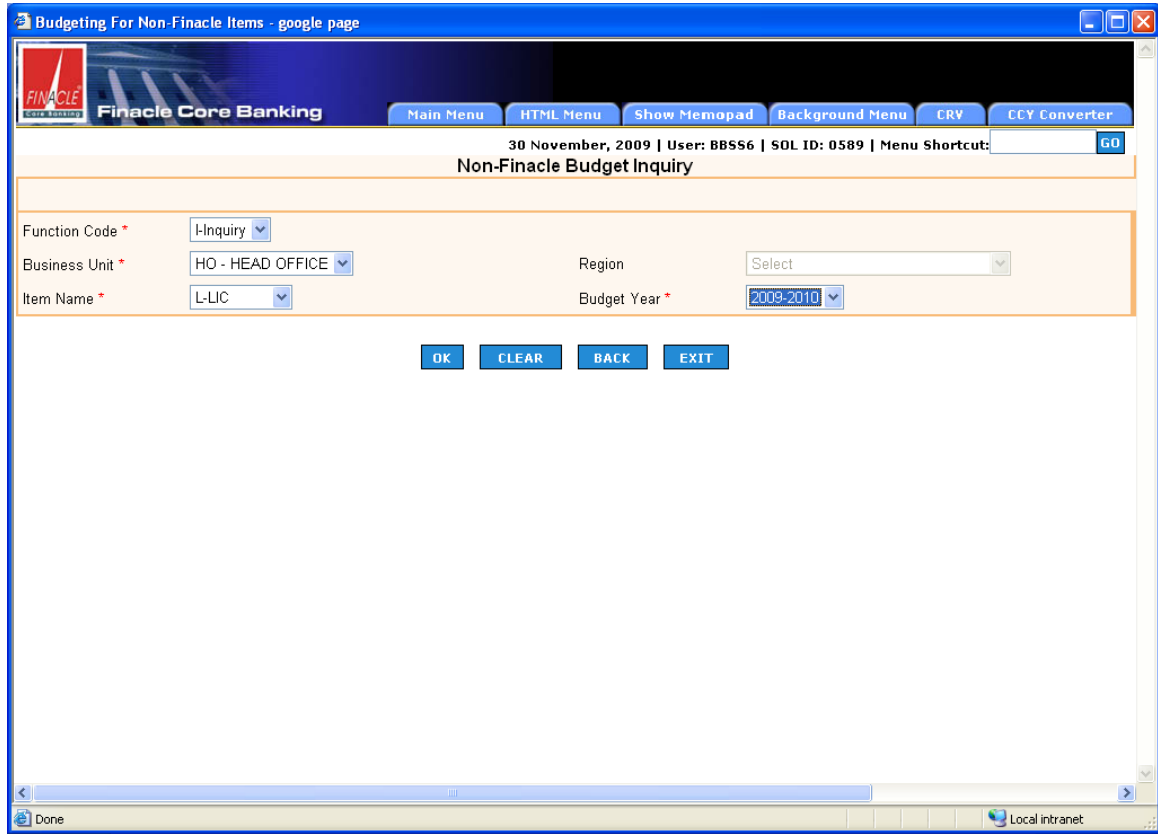 Budgeting For Non-Finacle Items - google page
FINACLE
Core Banking
Finacle Core Banking
Main Menu HTML Menu Show Memopad Background Menu CRV CCY Converter
30 November, 2009 | User: BBSS6 | SOL ID: 0589 | Menu Shortcut: GO
Non-Finacle Budget Inquiry
Function Code * I-Inquiry
Business Unit * HO - HEAD OFFICE Region Select
Item Name * L-LIC Budget Year * 2009-2010
OK CLEAR BACK EXIT
Done Local intranet